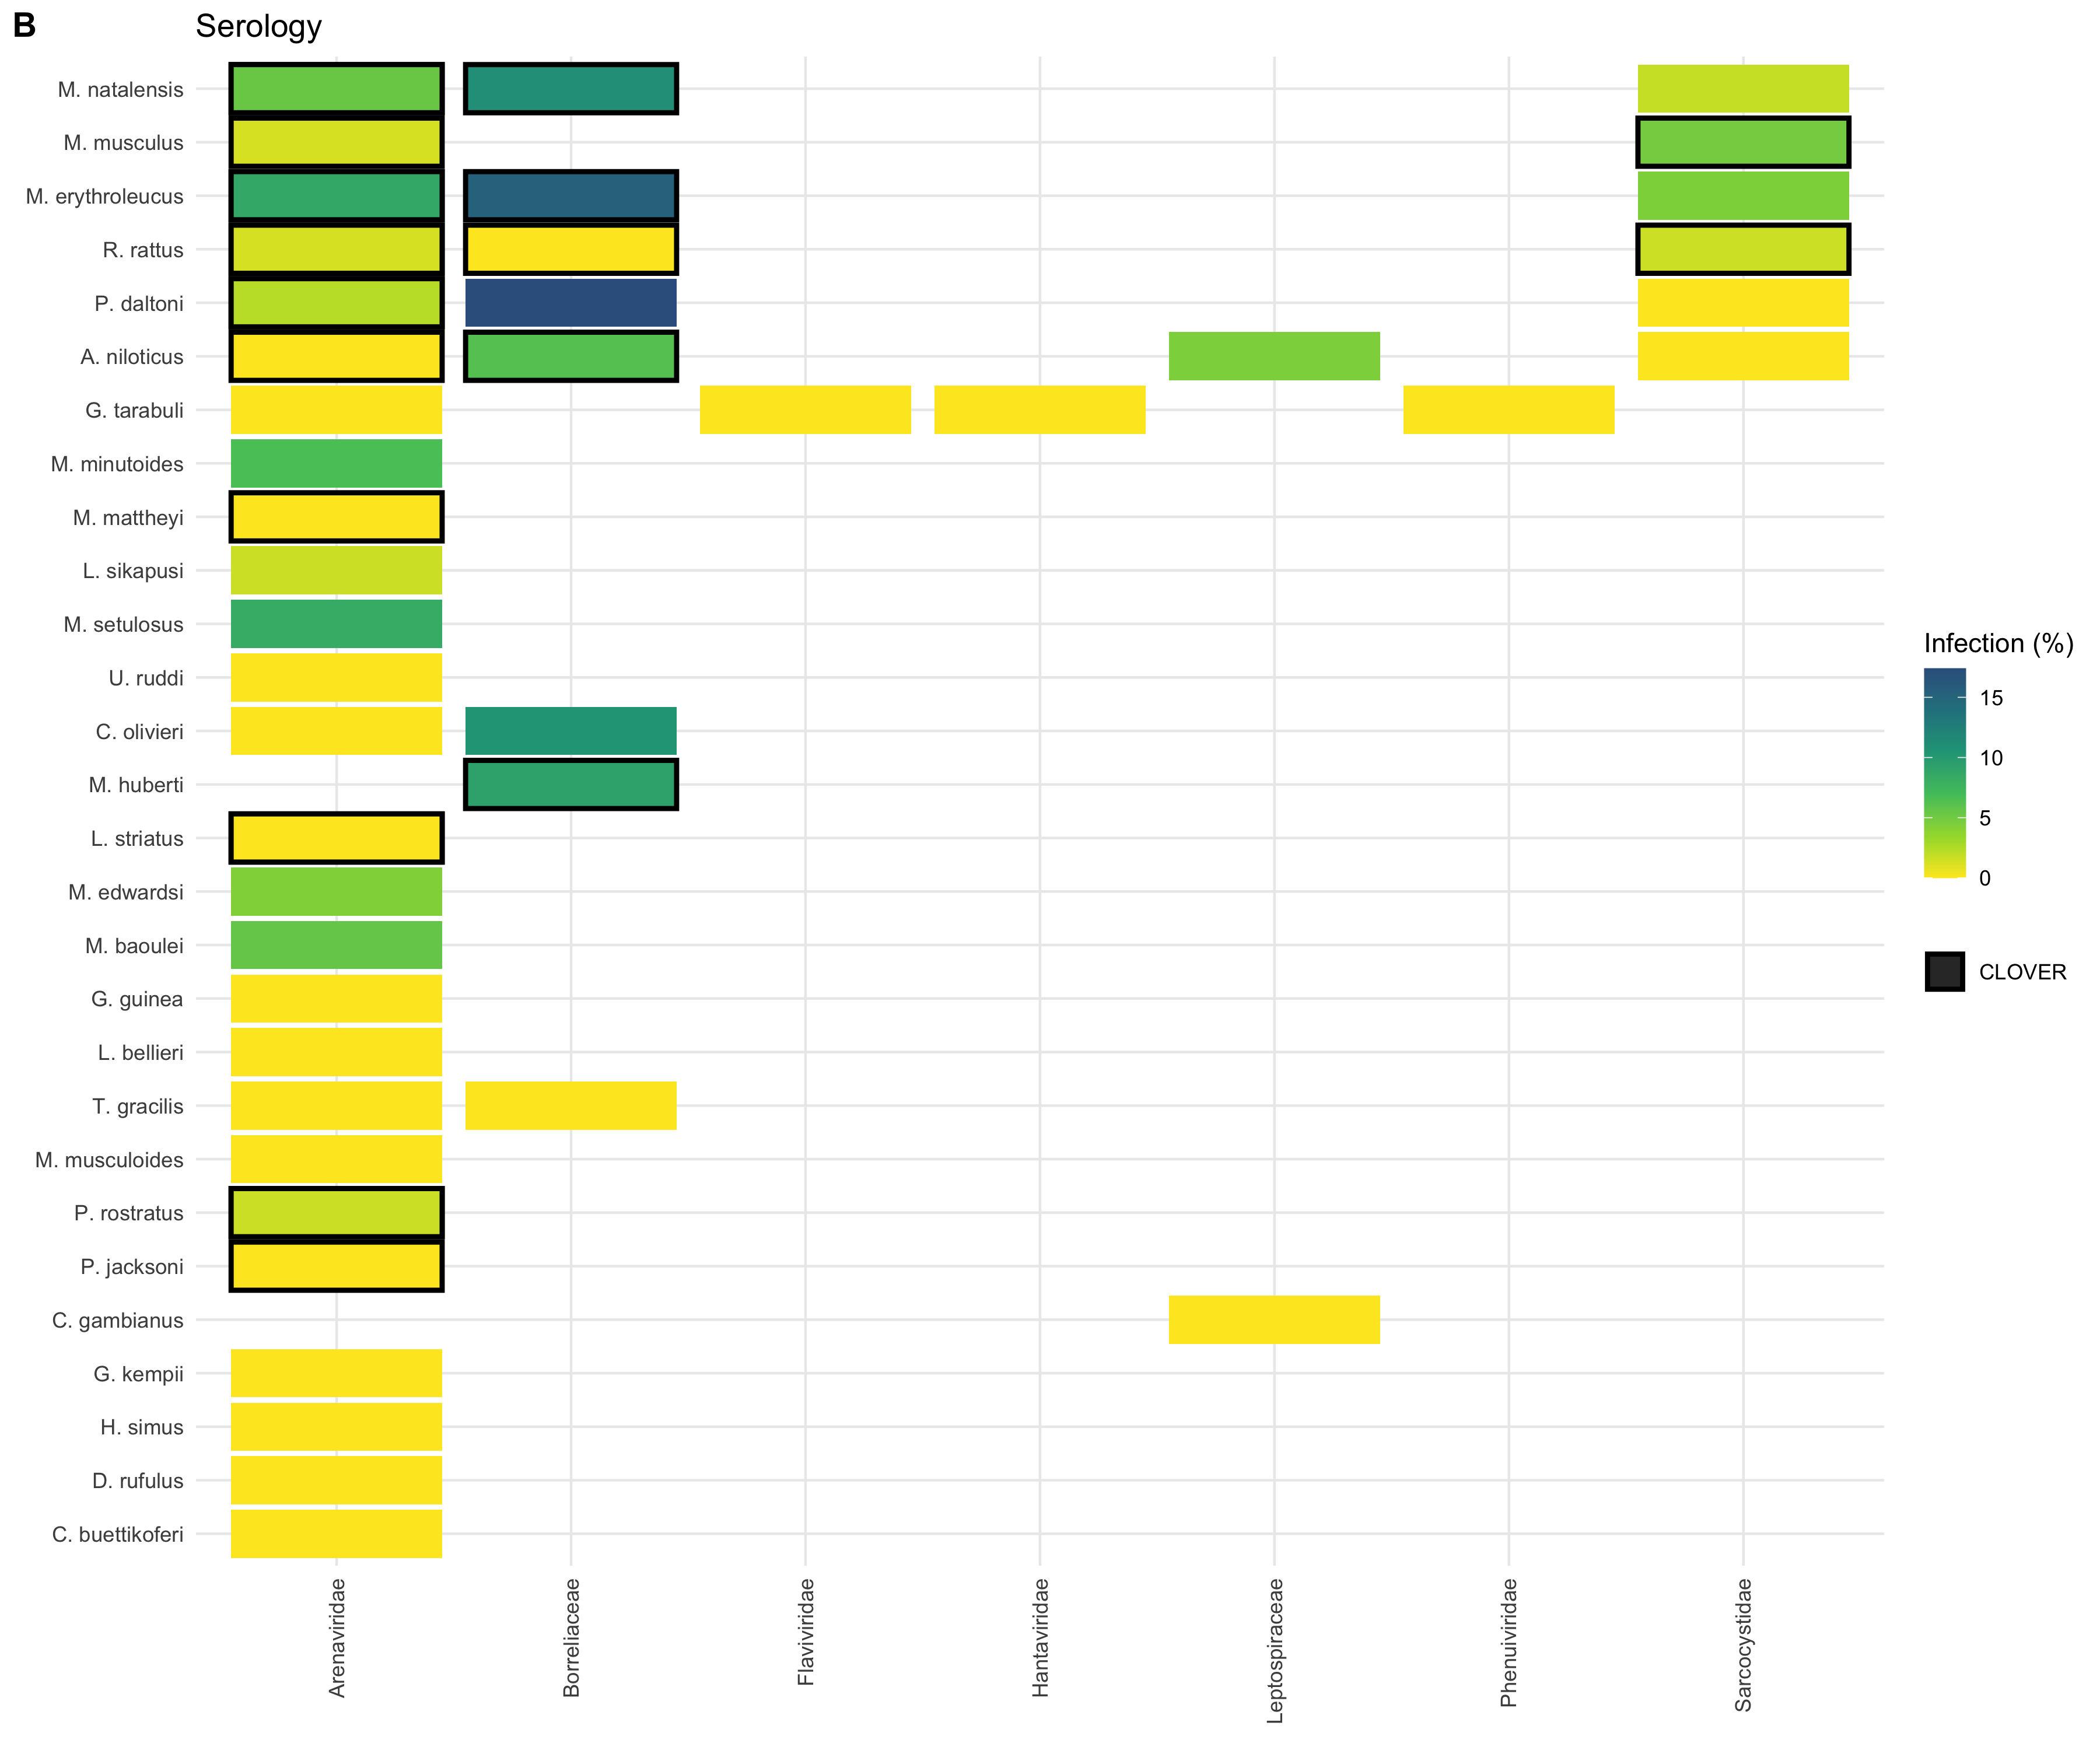 B
Serology
M. natalensis
M. musculus
M. erythroleucus
R. rattus
P. daltoni
A. niloticus
G. tarabuli
M. minutoides
M. mattheyi
L. sikapusi
M. setulosus
U. ruddi
C. olivieri
M. huberti
L. striatus
M. edwardsi
M. baoulei
G. guinea
L. bellieri
T. gracilis
M. musculoides
P. rostratus
P. jacksoni
C. gambianus
G. kempii
H. simus
D. rufulus
C. buettikoferi
Arenaviridae
Borreliaceae
Flaviviridae
Hantaviridae
Leptospiraceae
Phenuiviridae
Sarcocystidae
Infection (%)
15
10
5
0
CLOVER